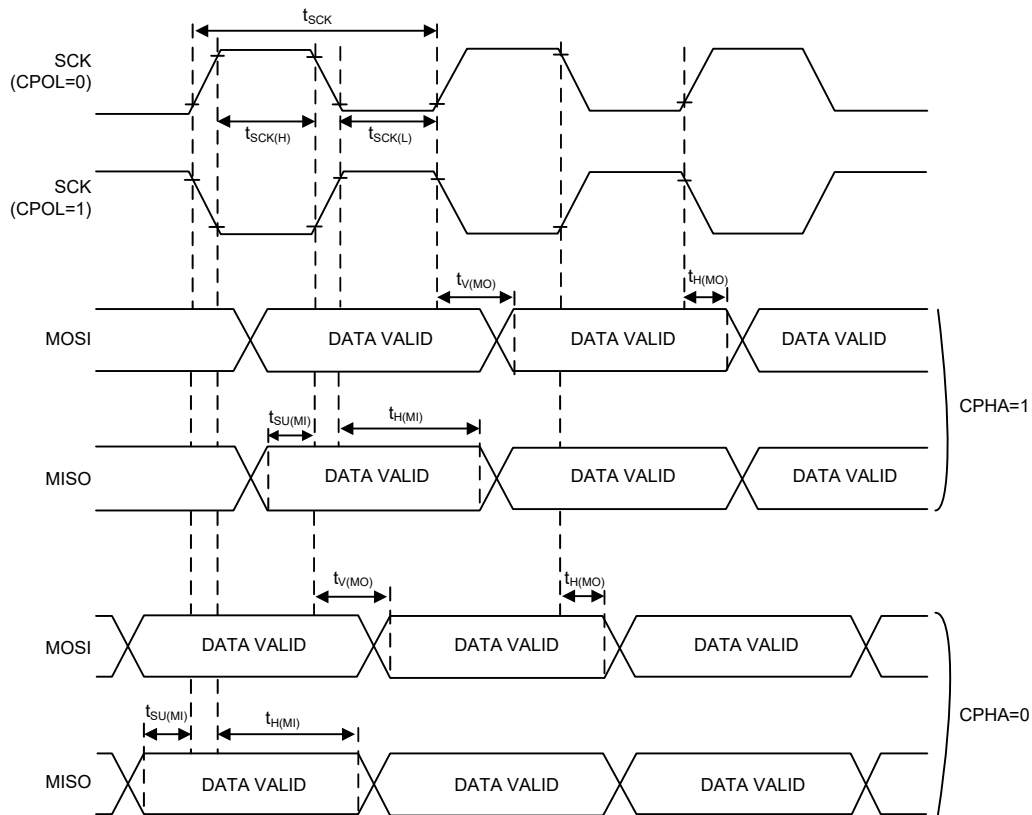 tSCK
SCK
(CPOL=0)
tSCK(H)
tSCK(L)
SCK
(CPOL=1)
tV(MO)
tH(MO)
MOSI
DATA VALID
DATA VALID
DATA VALID
CPHA=1
tSU(MI)
tH(MI)
MISO
DATA VALID
DATA VALID
DATA VALID
tV(MO)
tH(MO)
MOSI
DATA VALID
DATA VALID
DATA VALID
CPHA=0
tSU(MI)
tH(MI)
MISO
DATA VALID
DATA VALID
DATA VALID